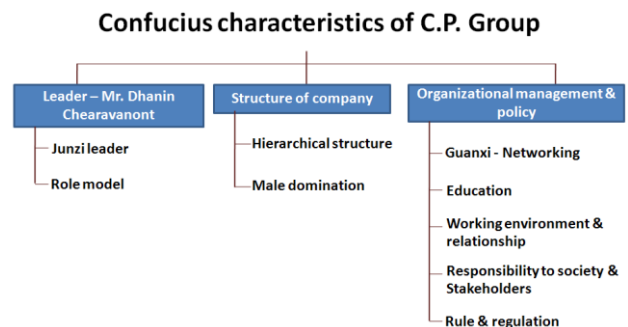 Confucius characteristics of C.P. Group
Leader – Mr. Dhanin
Chearavanont
Junzi leader
Role model
Structure of company
Hierarchical structure
Male domination
Organizational management &
policy
Guanxi - Networking
Education
Working environment &
relationship
Responsibility to society &
Stakeholders
Rule & regulation